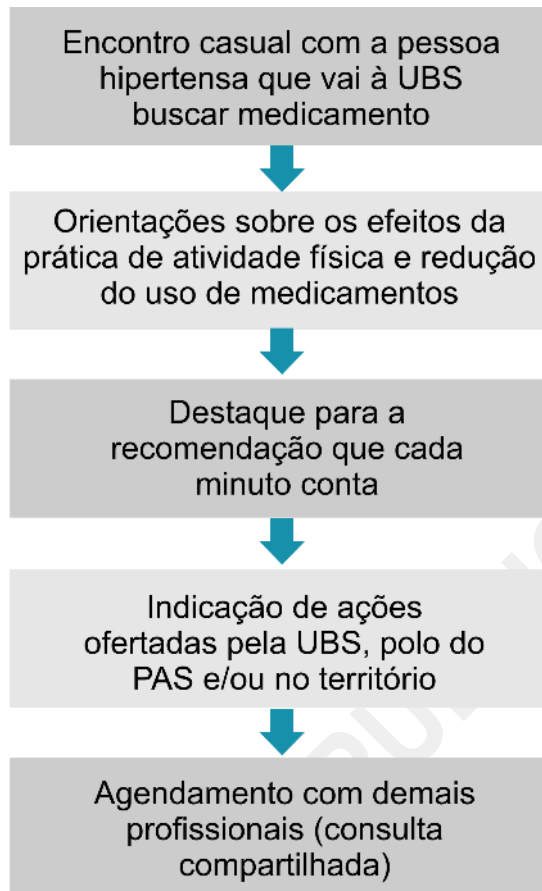 Encontro casual com a pessoa
hipertensa que vai à UBS
buscar medicamento
Orientações sobre os efeitos da
prática de atividade física e redução
do uso de medicamentos
Destaque para a
recomendação que cada
minuto conta
Indicação de ações
ofertadas pela UBS, polo do
PAS e/ou no território
Agendamento com demais
profissionais (consulta
compartilhada)